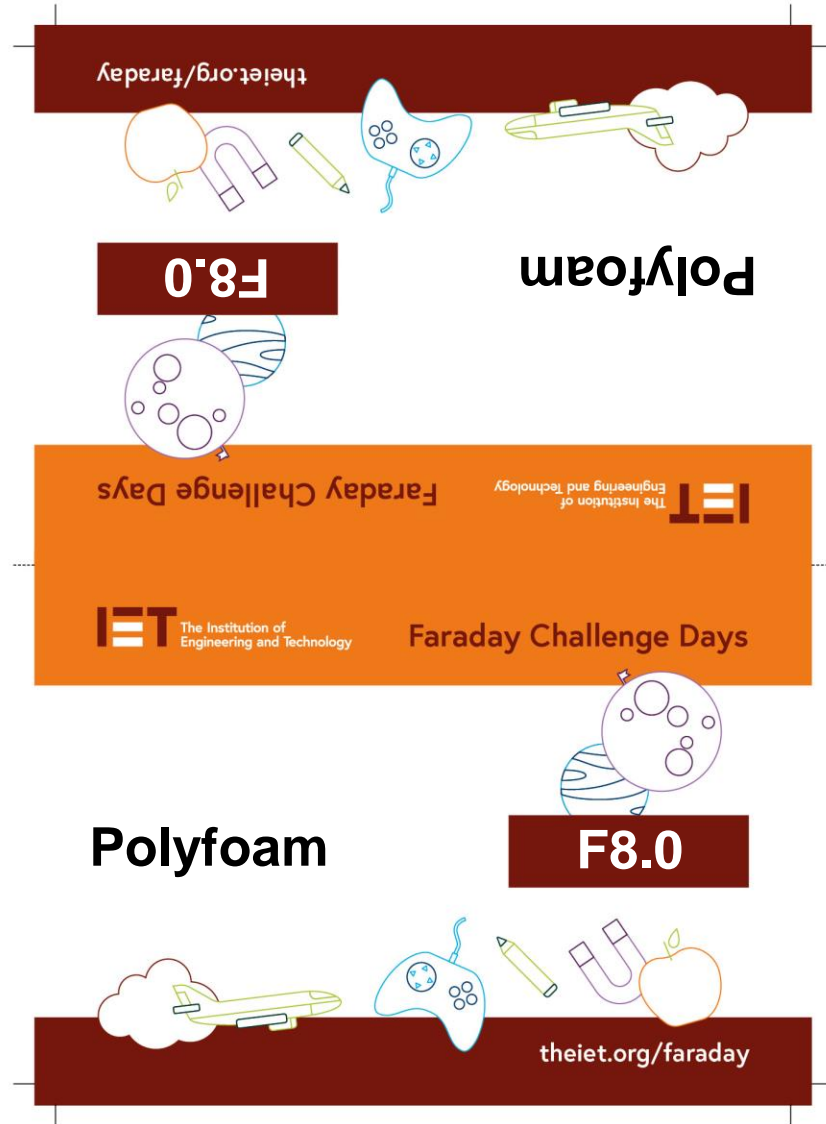 theiet.org/faraday
F8.0
Polyfoam
Faraday Challenge Days
IET The Institution of
Engineering and Technology
IET The Institution of
Engineering and Technology
Faraday Challenge Days
Polyfoam
F8.0
theiet.org/faraday